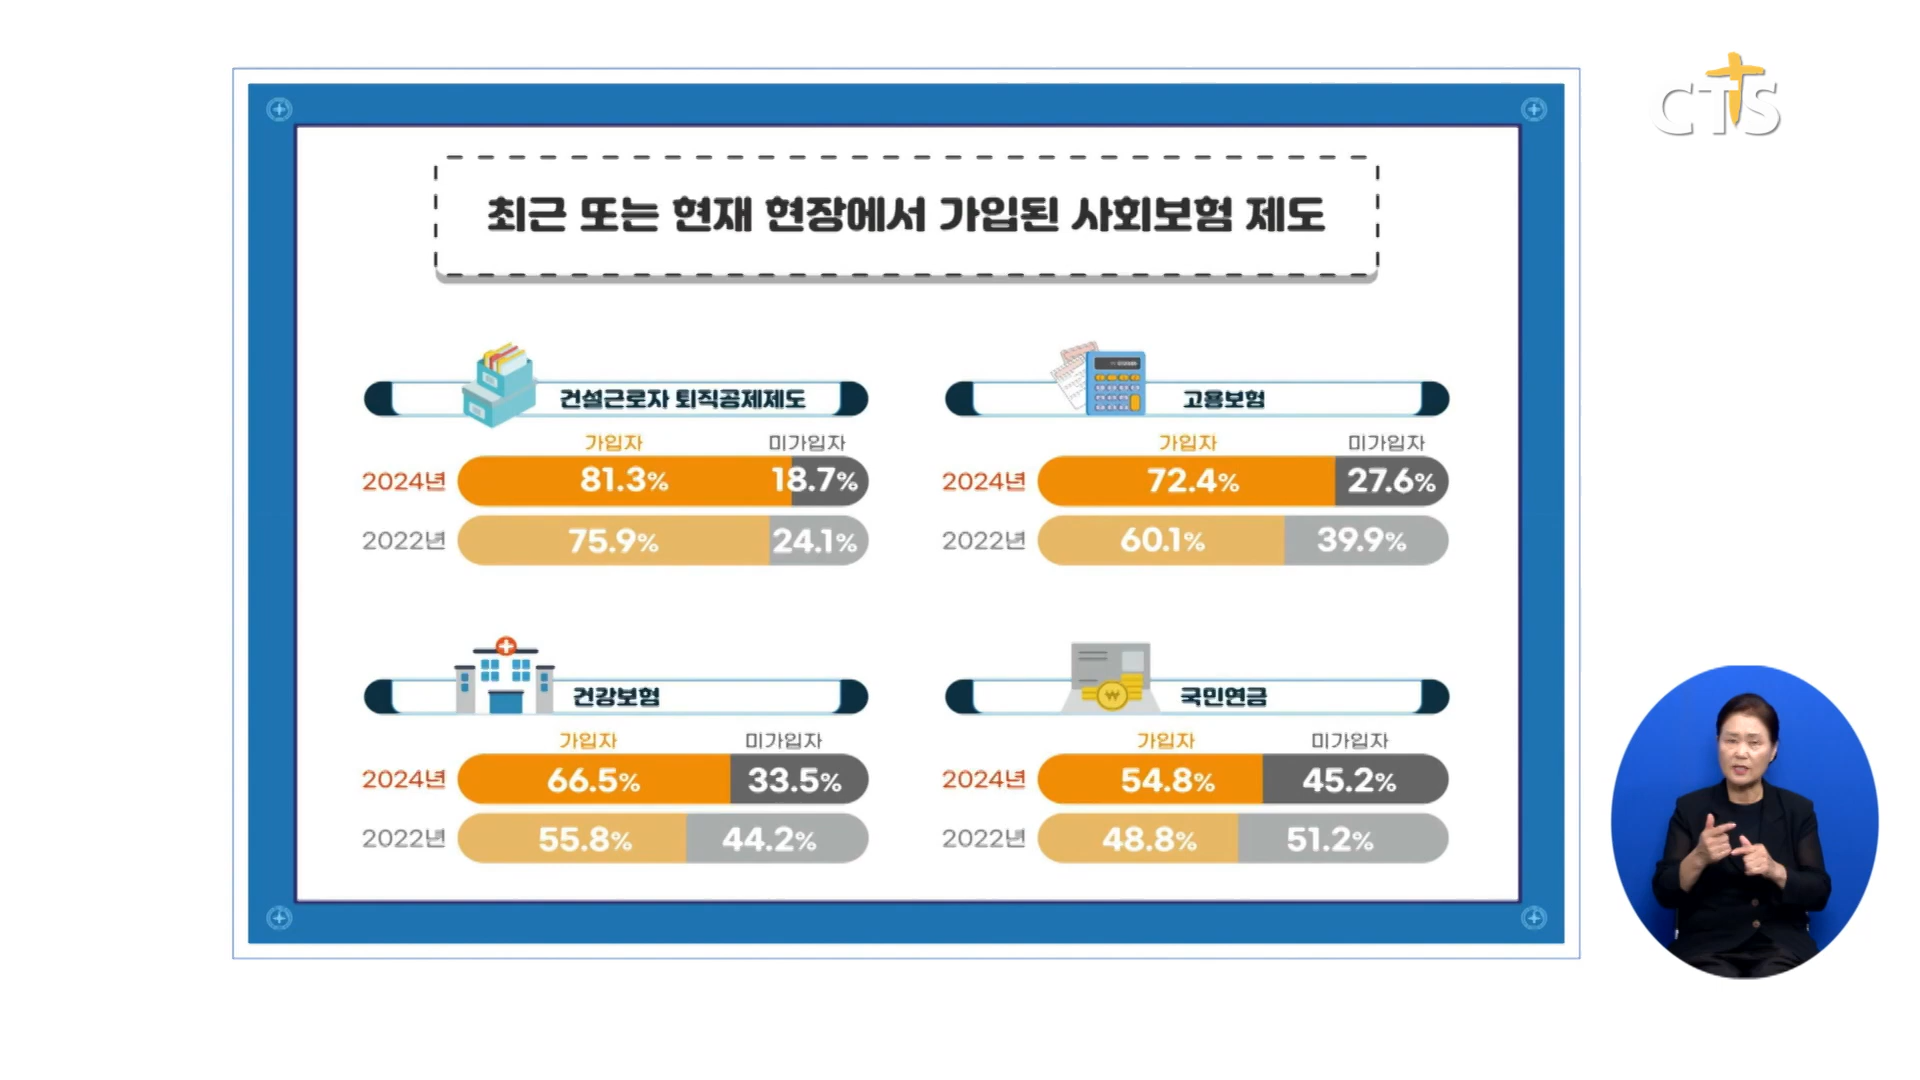 CTS
최근 또는 현재 현장에서 가입된 사회보험 제도
건설근로자 퇴직공제제도
가입자 미가입자
2024년 81.3% 18.7%
2022년 75.9% 24.1%
고용보험
가입자 미가입자
2024년 72.4% 27.6%
2022년 60.1% 39.9%
건강보험
가입자 미가입자
2024년 66.5% 33.5%
2022년 55.8% 44.2%
국민연금
가입자 미가입자
2024년 54.8% 45.2%
2022년 48.8% 51.2%